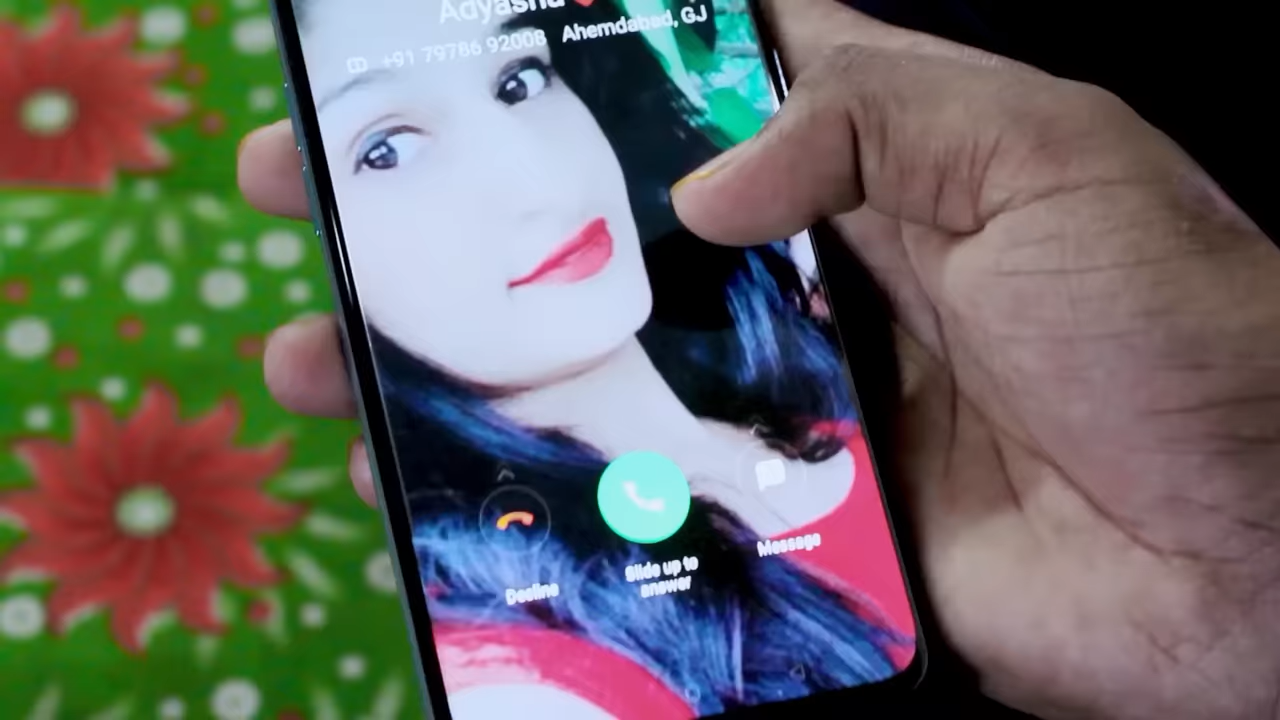 Adyasha ❤️
+91 79786 92008 Ahemdabad, GJ
Decline
Slide up to
answer
Message